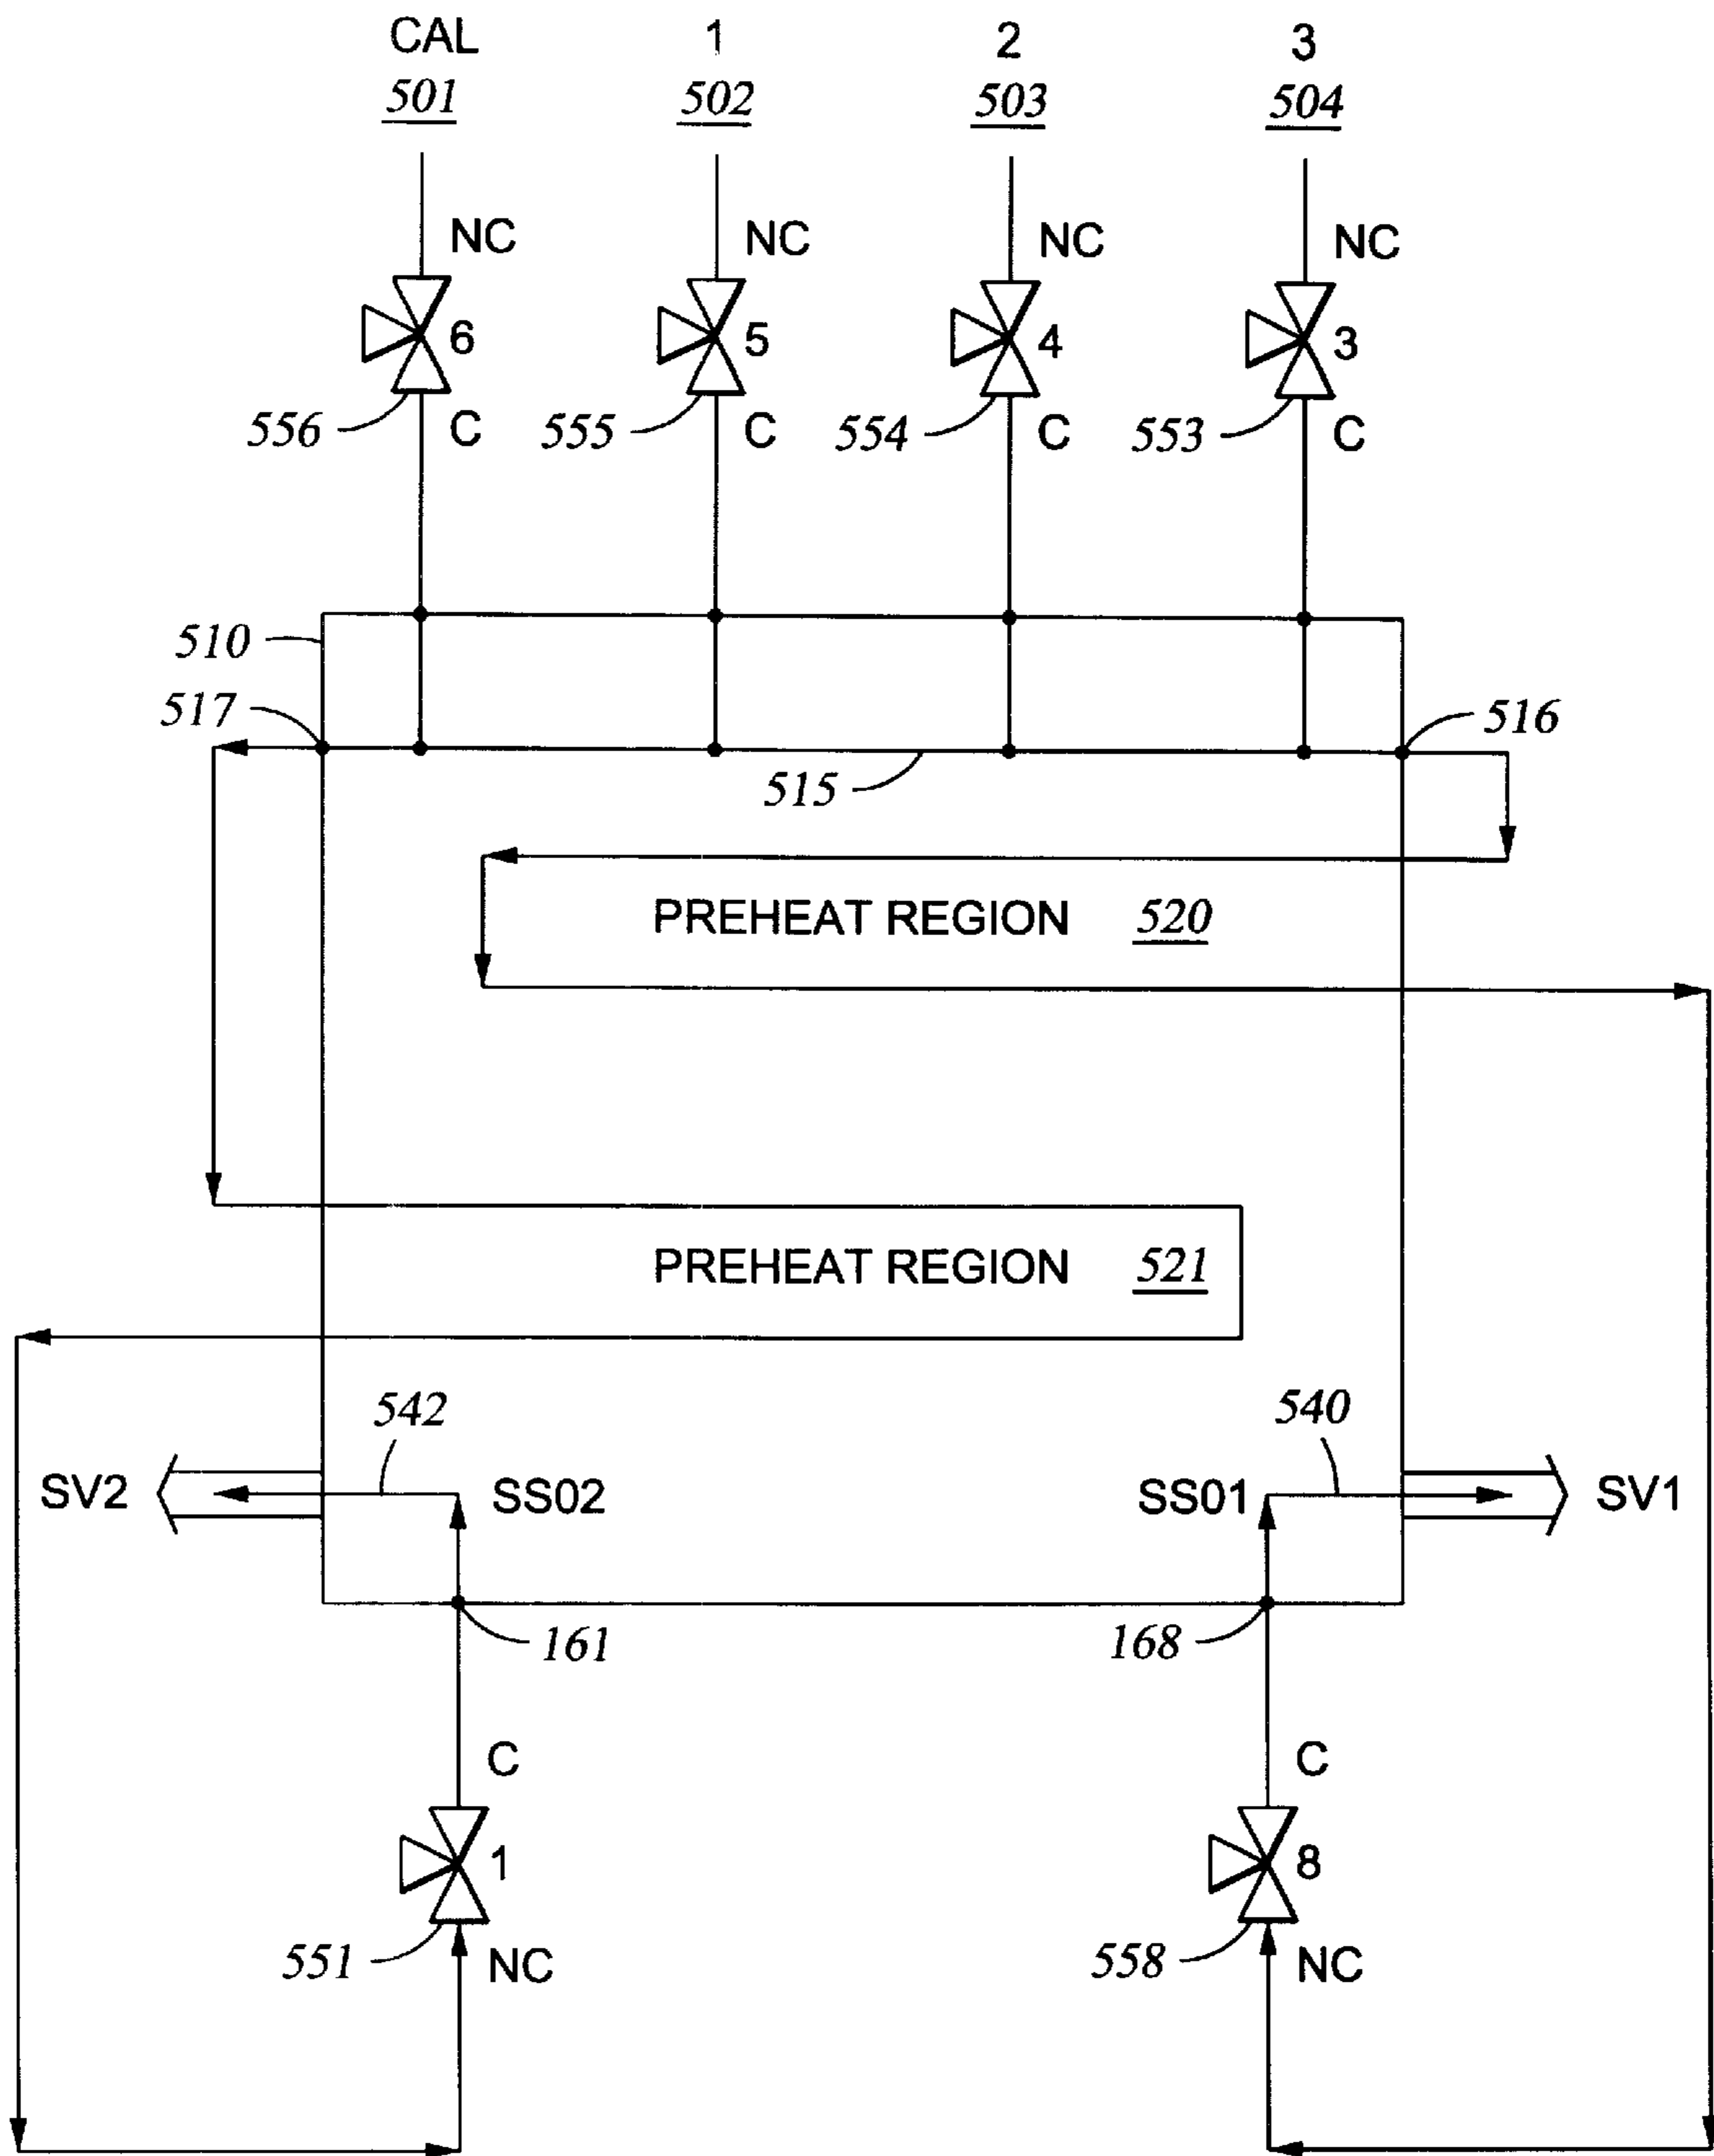 CAL 1 2 3
501 502 503 504
NC NC NC NC
6 5 4 3
556 C 555 C 554 C 553 C
510
517 516
515
PREHEAT REGION 520
PREHEAT REGION 521
542 540
SV2 SS02 SS01 SV1
161 168
C C
1 8
551 NC 558 NC